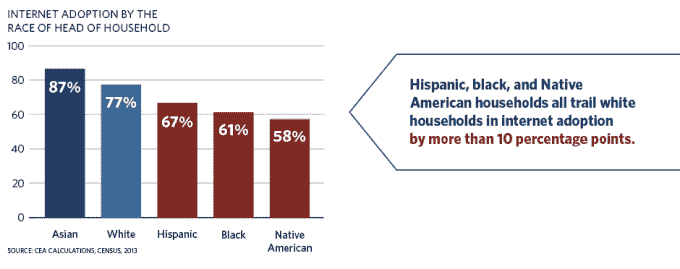 INTERNET ADOPTION BY THE
RACE OF HEAD OF HOUSEHOLD
100
80
60
40
20
0
87%
77%
67%
61%
58%
Asian
White
Hispanic
Black
Native
American
SOURCE: CEA CALCULATIONS, CENSUS, 2013
Hispanic, black, and Native
American households all trail white
households in internet adoption
by more than 10 percentage points.